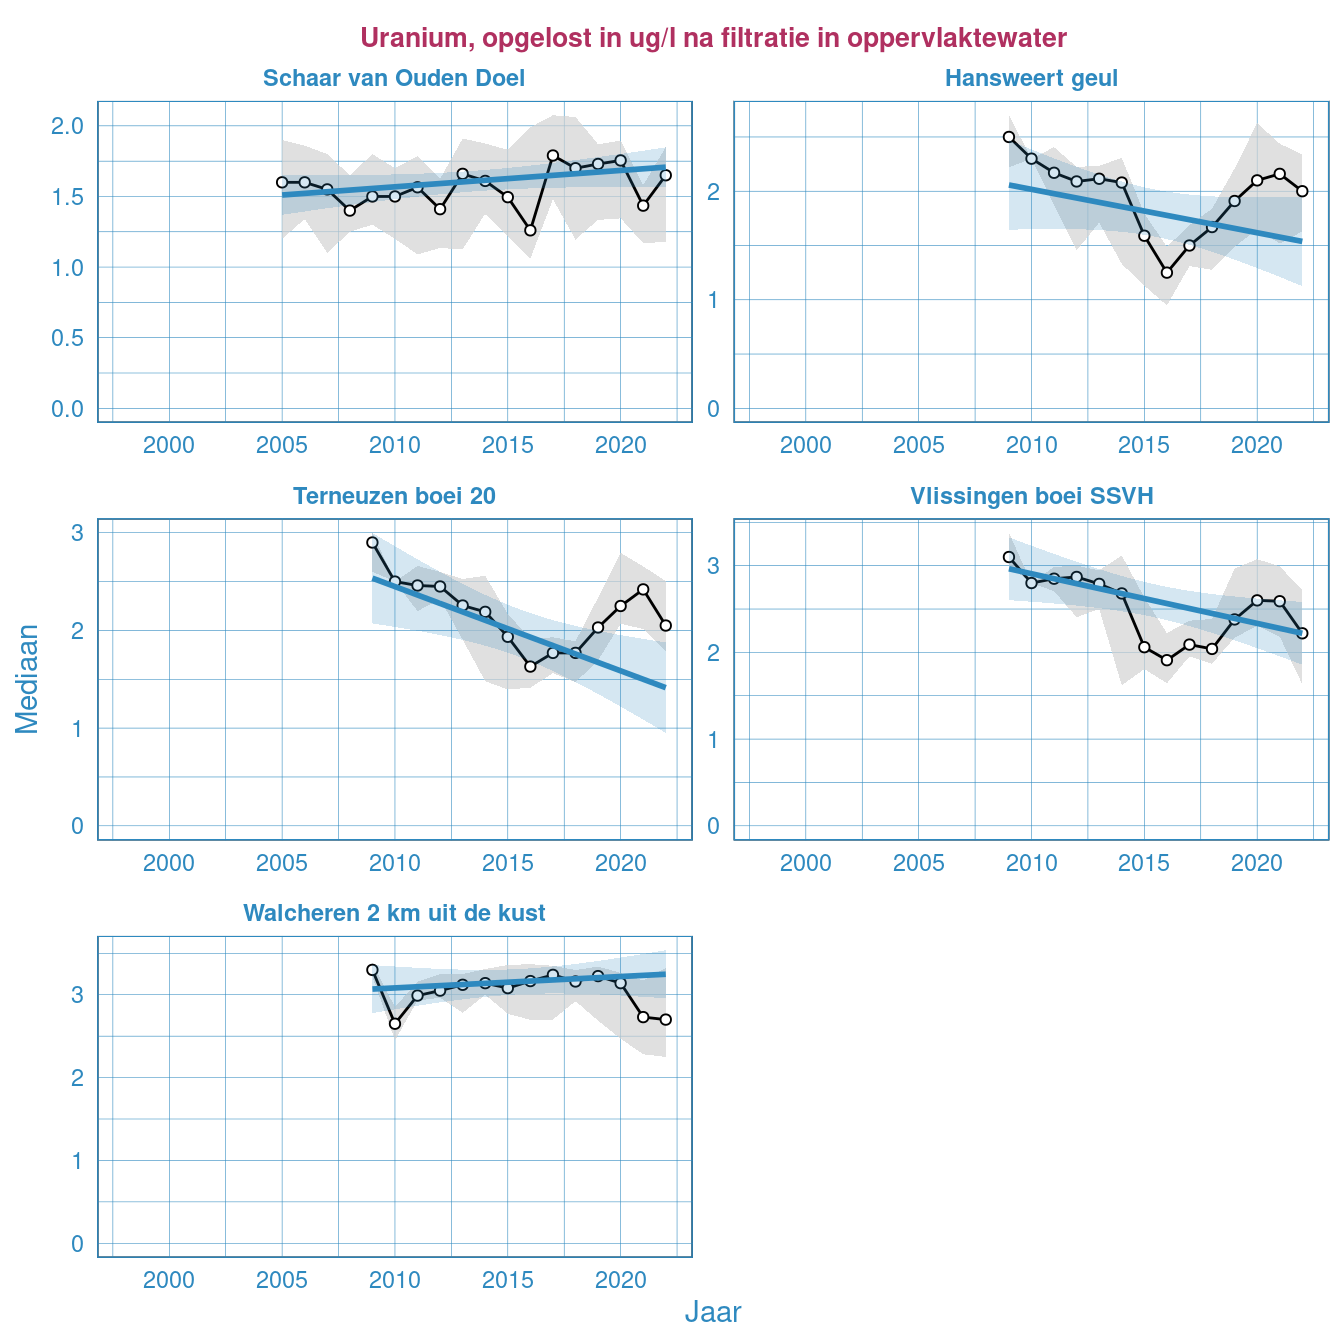 Uranium, opgelost in ug/l na filtratie in oppervlaktewater
Schaar van Ouden Doel
Hansweert geul
2.0
1.5
1.0
0.5
0.0
2
1
0
2000 2005 2010 2015 2020
2000 2005 2010 2015 2020
Terneuzen boei 20
Vlissingen boei SSVH
3
2
1
0
3
2
1
0
2000 2005 2010 2015 2020
2000 2005 2010 2015 2020
Mediaan
Walcheren 2 km uit de kust
3
2
1
0
2000 2005 2010 2015 2020
Jaar